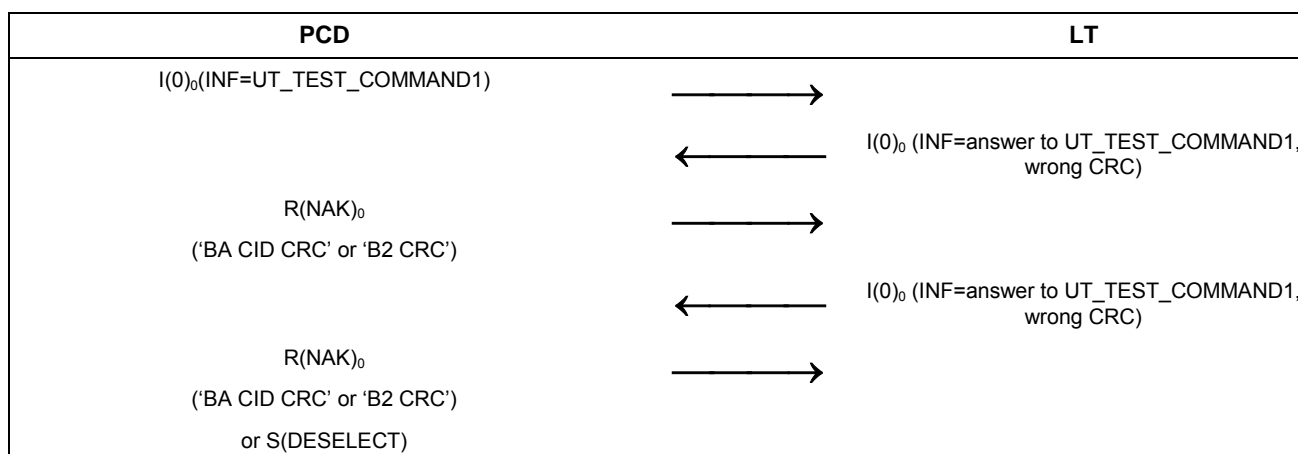 PCD LT
I(0)₀(INF=UT_TEST_COMMAND1)
I(0)₀ (INF=answer to UT_TEST_COMMAND1,
wrong CRC)
R(NAK)₀
(‘BA CID CRC’ or ‘B2 CRC’)
I(0)₀ (INF=answer to UT_TEST_COMMAND1,
wrong CRC)
R(NAK)₀
(‘BA CID CRC’ or ‘B2 CRC’)
or S(DESELECT)